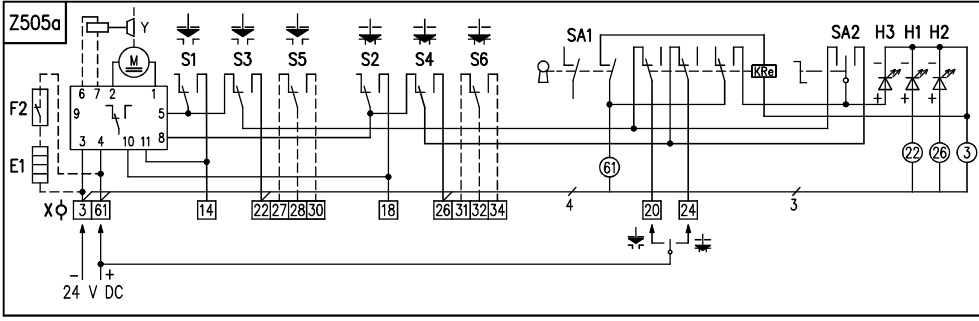 Z505a
Y
S1 S3 S5 S2 S4 S6 SA1 SA2 H3 H1 H2
M
KRe
6 7 2 1
F2
9 5
8
3 4 10 11
E1
- - -
+ + +
61 22 26 3
X 3 61 14 22 27 28 30 18 26 31 32 34 4 20 24 3
- +
24 V DC